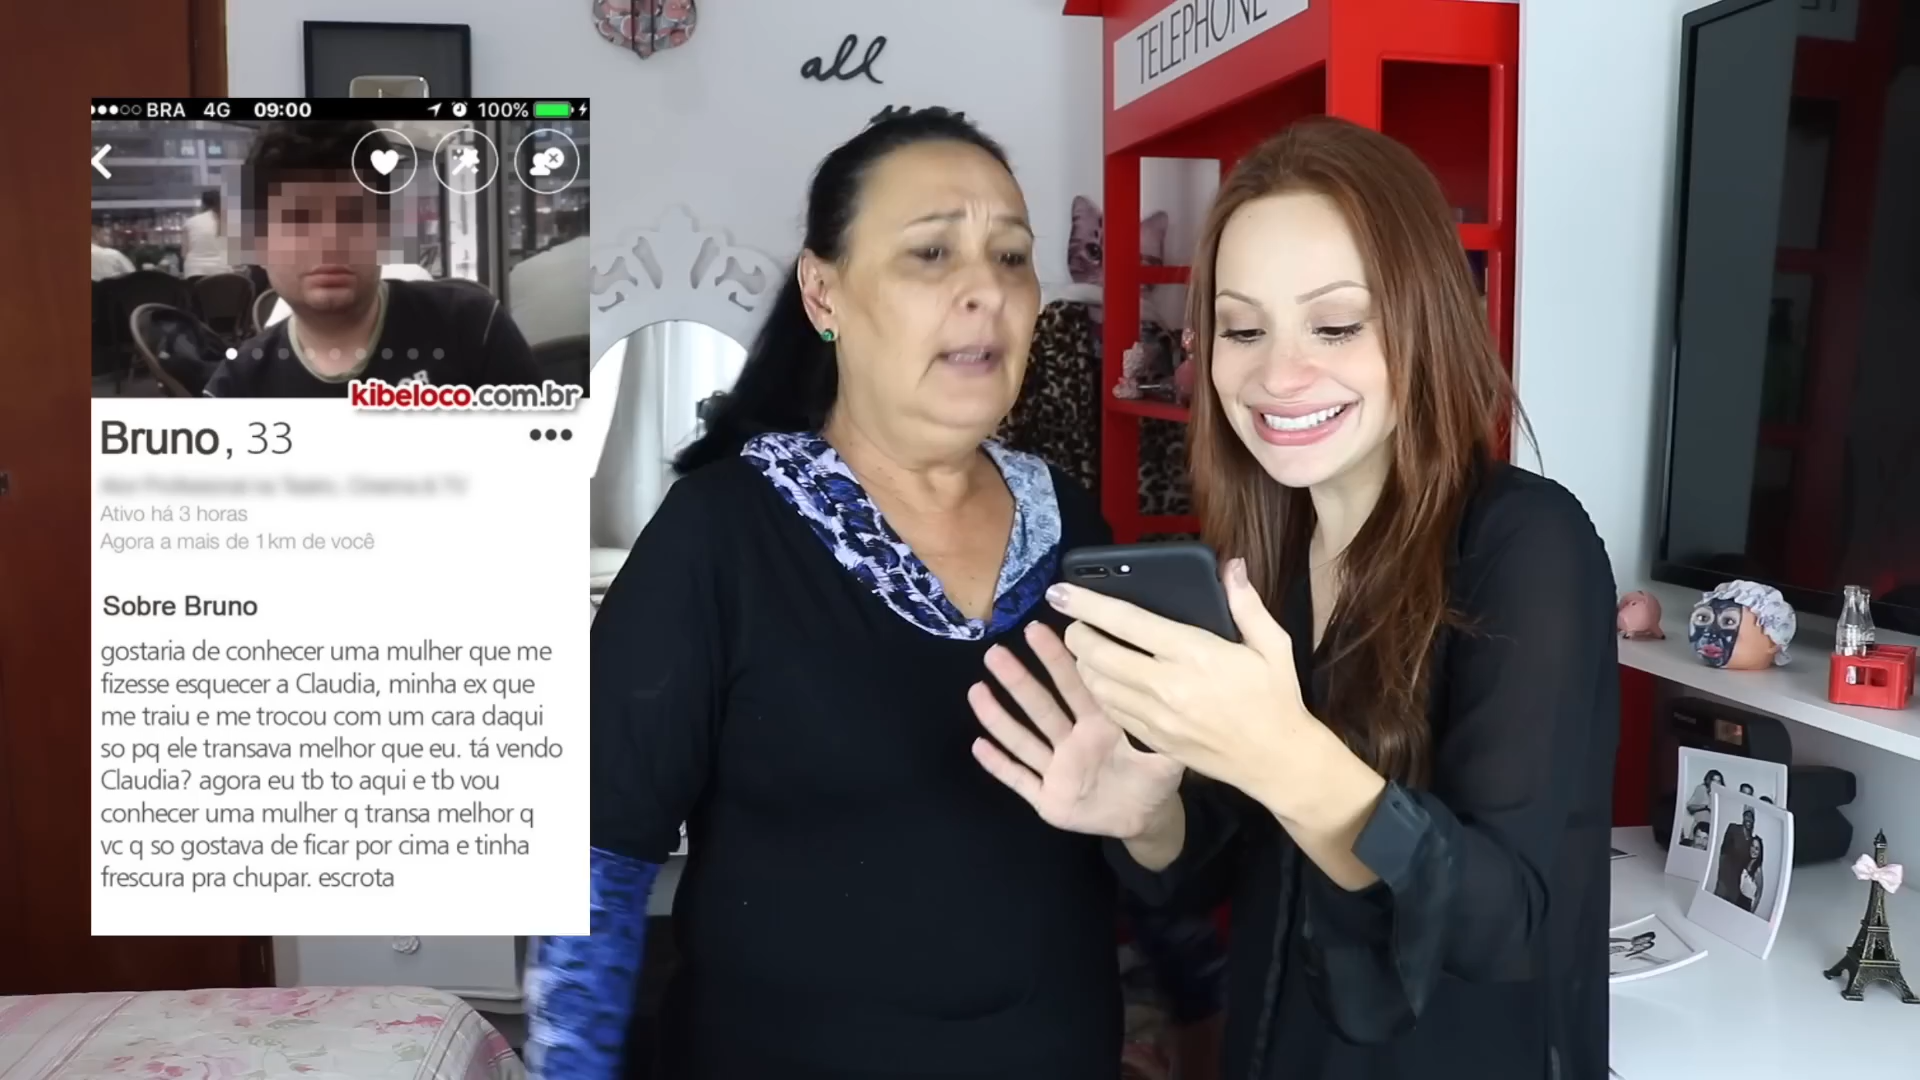 all
TELEPHONE
BRA 4G 09:00 100%
kibeloco.com.br
Bruno, 33
Ativo há 3 horas
Agora a mais de 1km de você
Sobre Bruno
gostaria de conhecer uma mulher que me
fizesse esquecer a Claudia, minha ex que
me traiu e me trocou com um cara daqui
so pq ele transava melhor que eu. tá vendo
Claudia? agora eu tb to aqui e tb vou
conhecer uma mulher q transa melhor q
vc q so gostava de ficar por cima e tinha
frescura pra chupar. escrota